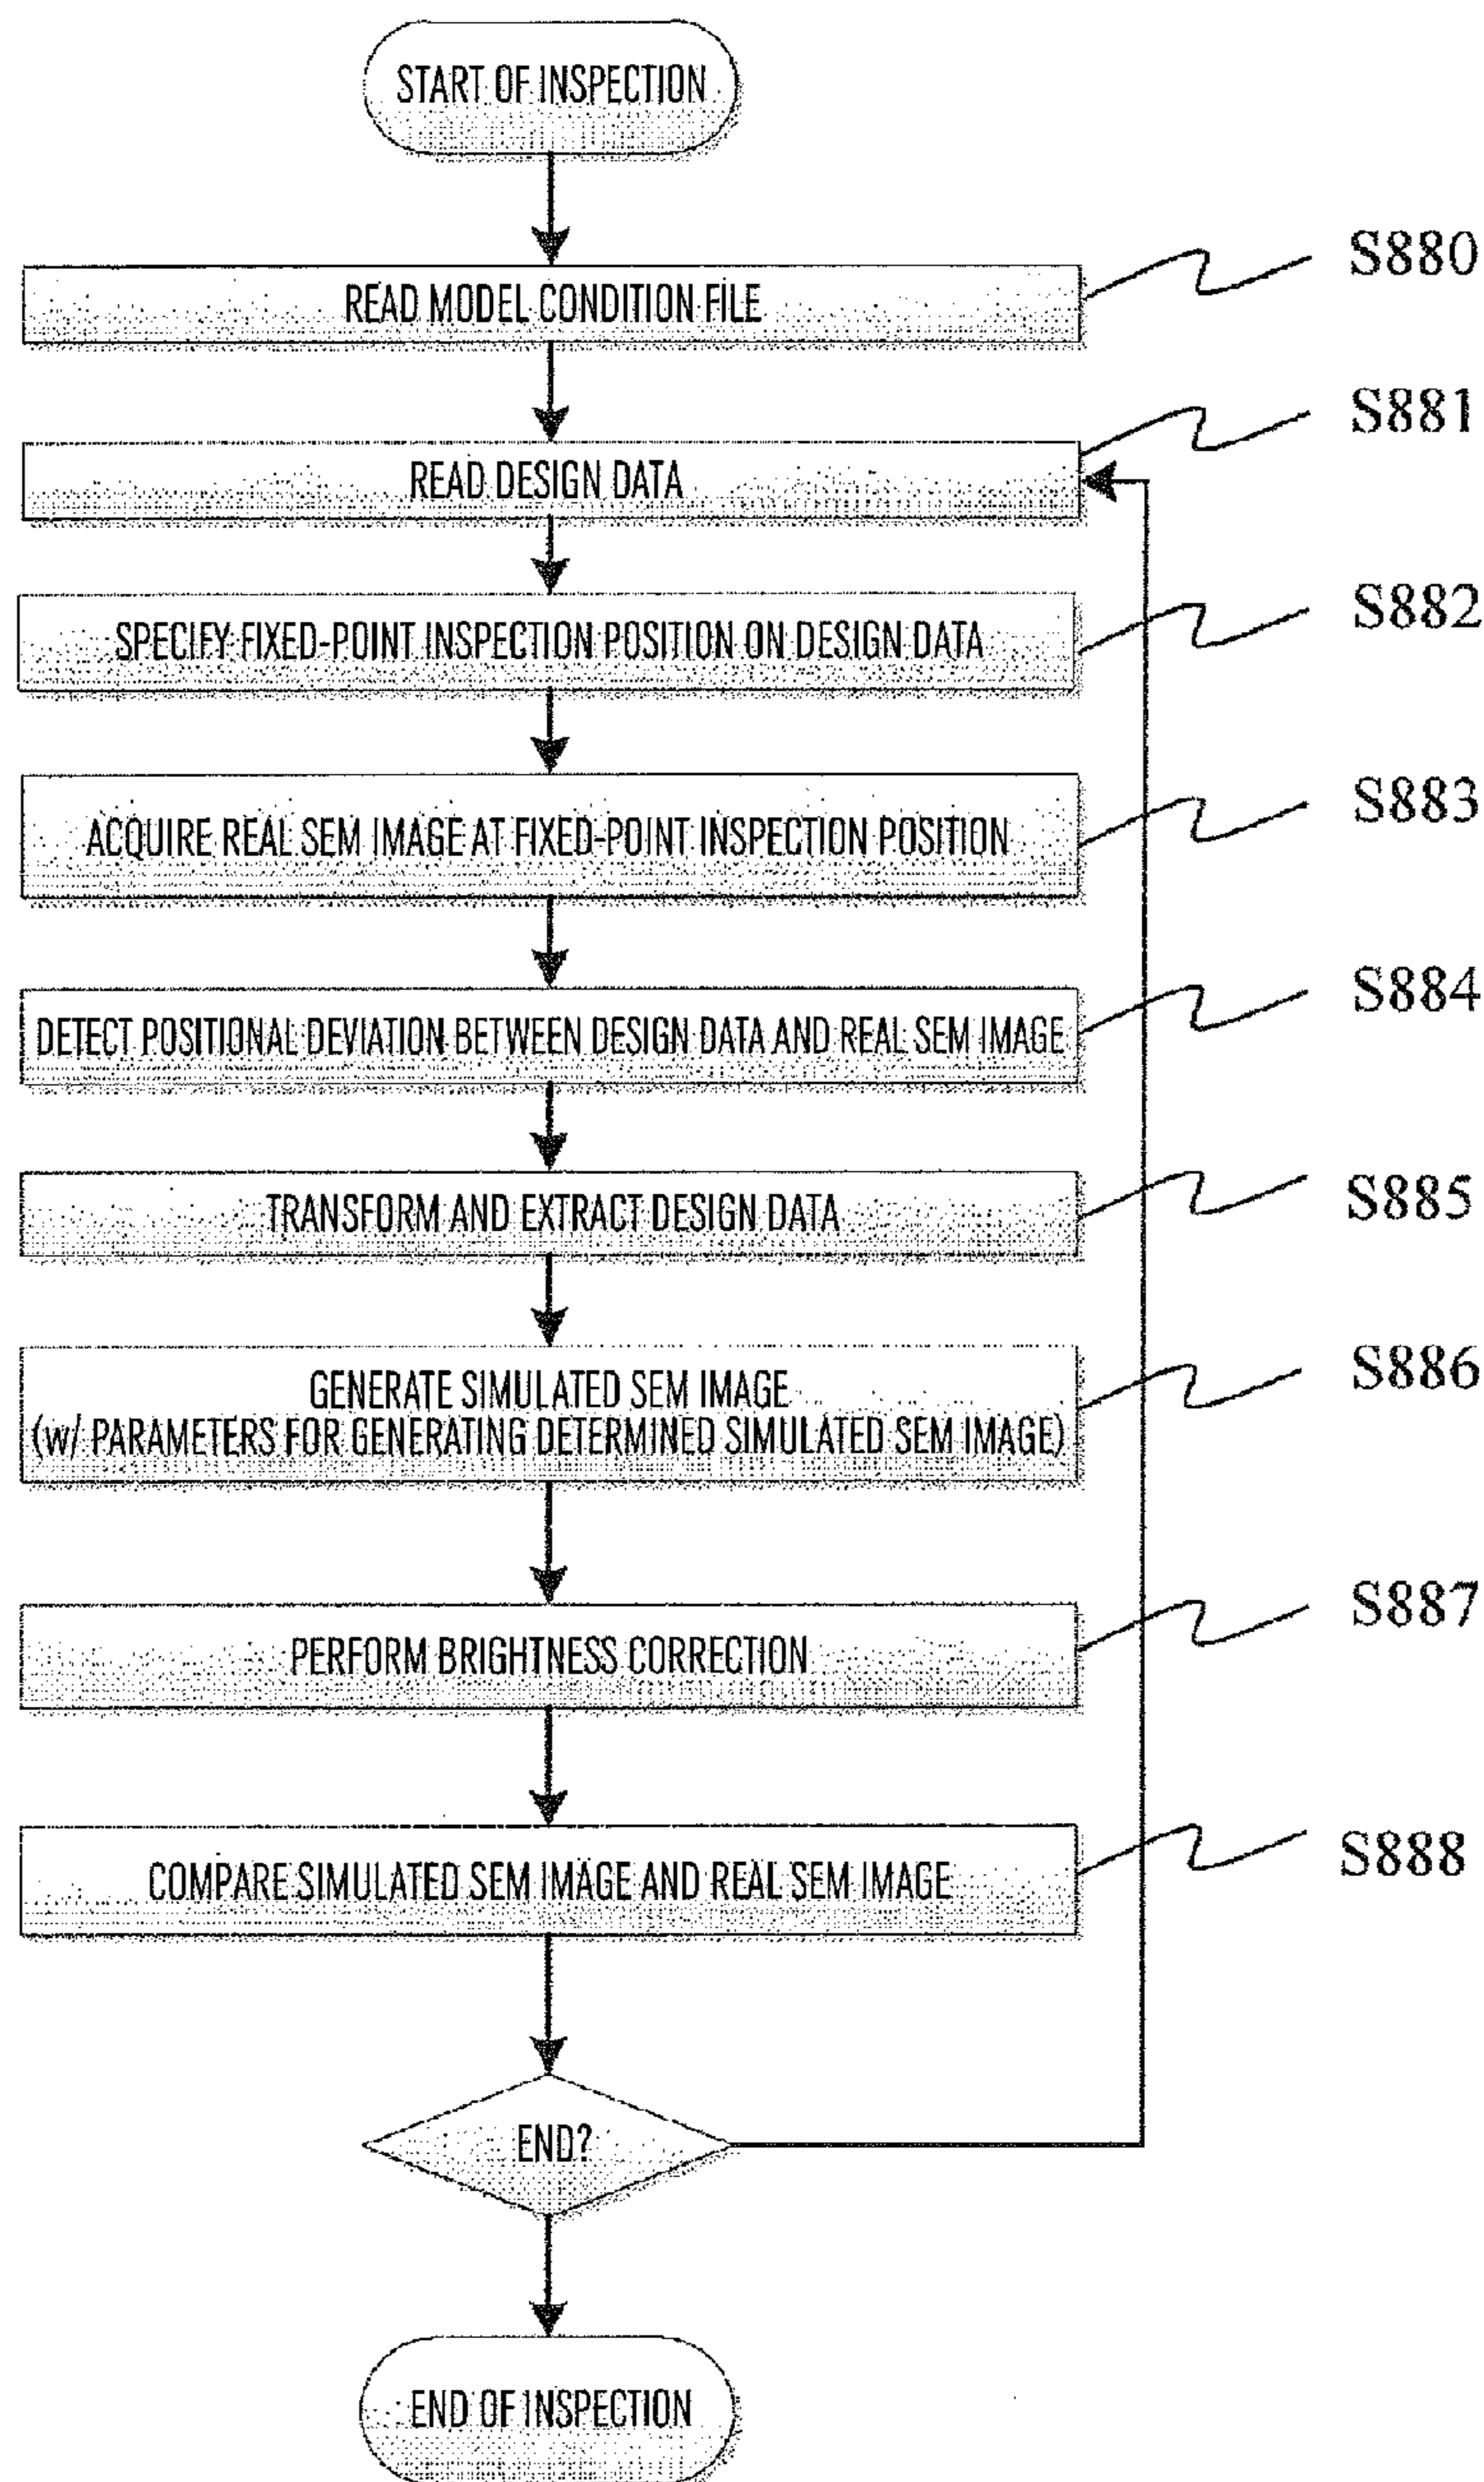 START OF INSPECTION
READ MODEL CONDITION FILE
S880
READ DESIGN DATA
S881
SPECIFY FIXED-POINT INSPECTION POSITION ON DESIGN DATA
S882
ACQUIRE REAL SEM IMAGE AT FIXED-POINT INSPECTION POSITION
S883
DETECT POSITIONAL DEVIATION BETWEEN DESIGN DATA AND REAL SEM IMAGE
S884
TRANSFORM AND EXTRACT DESIGN DATA
S885
GENERATE SIMULATED SEM IMAGE
(W/ PARAMETERS FOR GENERATING DETERMINED SIMULATED SEM IMAGE)
S886
PERFORM BRIGHTNESS CORRECTION
S887
COMPARE SIMULATED SEM IMAGE AND REAL SEM IMAGE
S888
END?
END OF INSPECTION